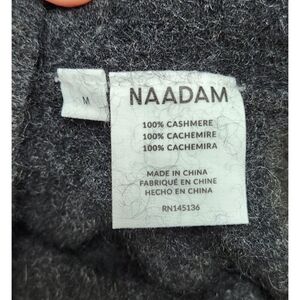 M
NAADAM
100% CASHMERE
100% CACHEMIRE
100% CACHEMIRA
MADE IN CHINA
FABRIQUÉ EN CHINE
HECHO EN CHINA
RN145136